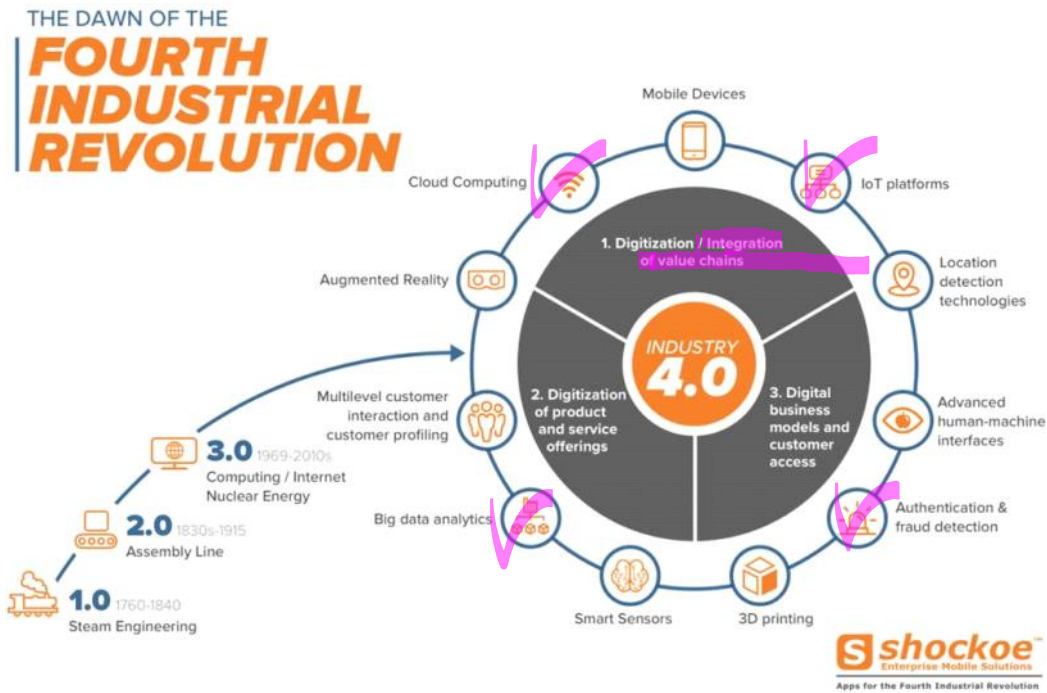 THE DAWN OF THE
FOURTH
INDUSTRIAL
REVOLUTION
Mobile Devices
Cloud Computing
IoT platforms
1. Digitization / Integration
of value chains
Augmented Reality
Location
detection
technologies
INDUSTRY
4.0
2. Digitization
of product
and service
offerings
3. Digital
business
models and
customer
access
Multilevel customer
interaction and
customer profiling
Advanced
human-machine
interfaces
3.0 1969-2010s
Computing / Internet
Nuclear Energy
Big data analytics
Authentication &
fraud detection
2.0 1830s-1915
Assembly Line
1.0 1760-1840
Steam Engineering
Smart Sensors
3D printing
S shockoe™
Enterprise Mobile Solutions
Apps for the Fourth Industrial Revolution